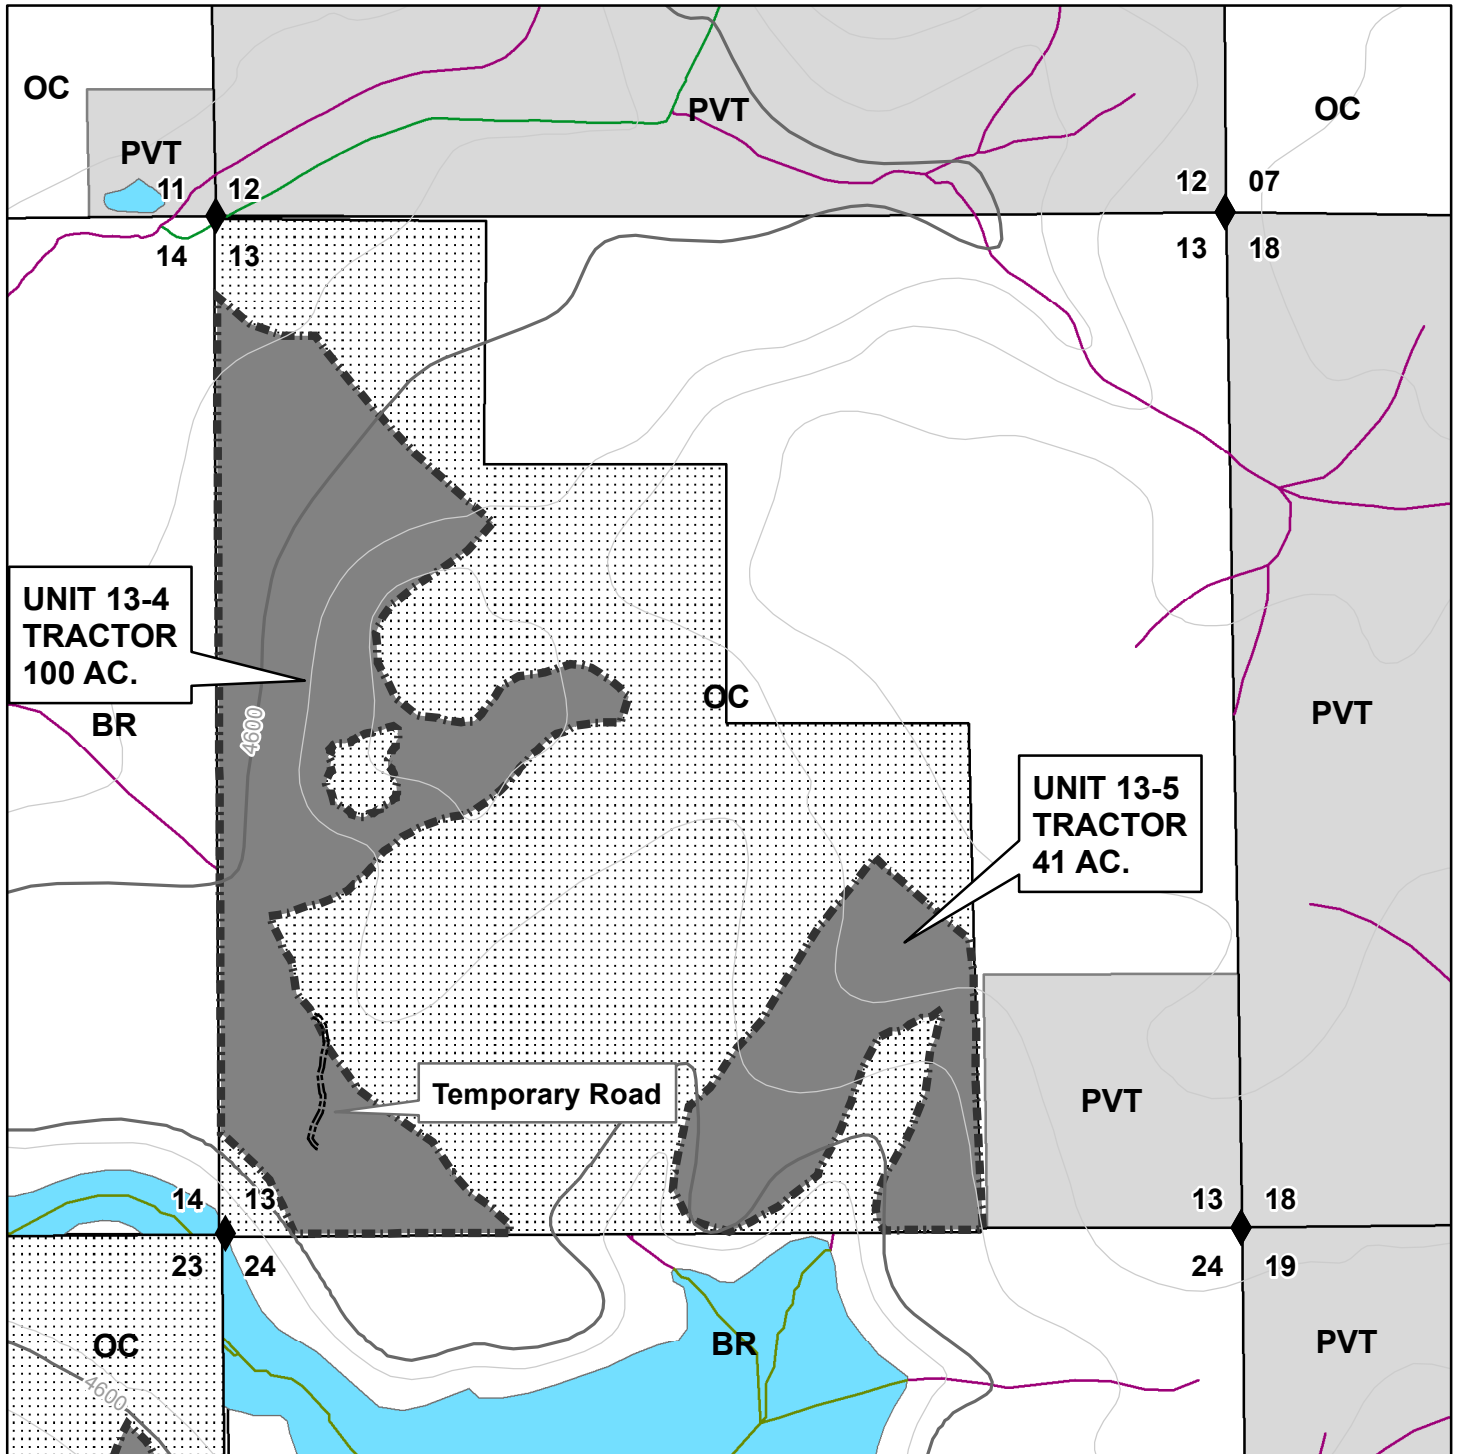 OC
PVT
OC
PVT
11
12
12
07
14
13
13
18
UNIT 13-4
TRACTOR
100 AC.
BR
4600
OC
PVT
UNIT 13-5
TRACTOR
41 AC.
Temporary Road
PVT
14
13
13
18
23
24
24
19
OC
BR
PVT
4600